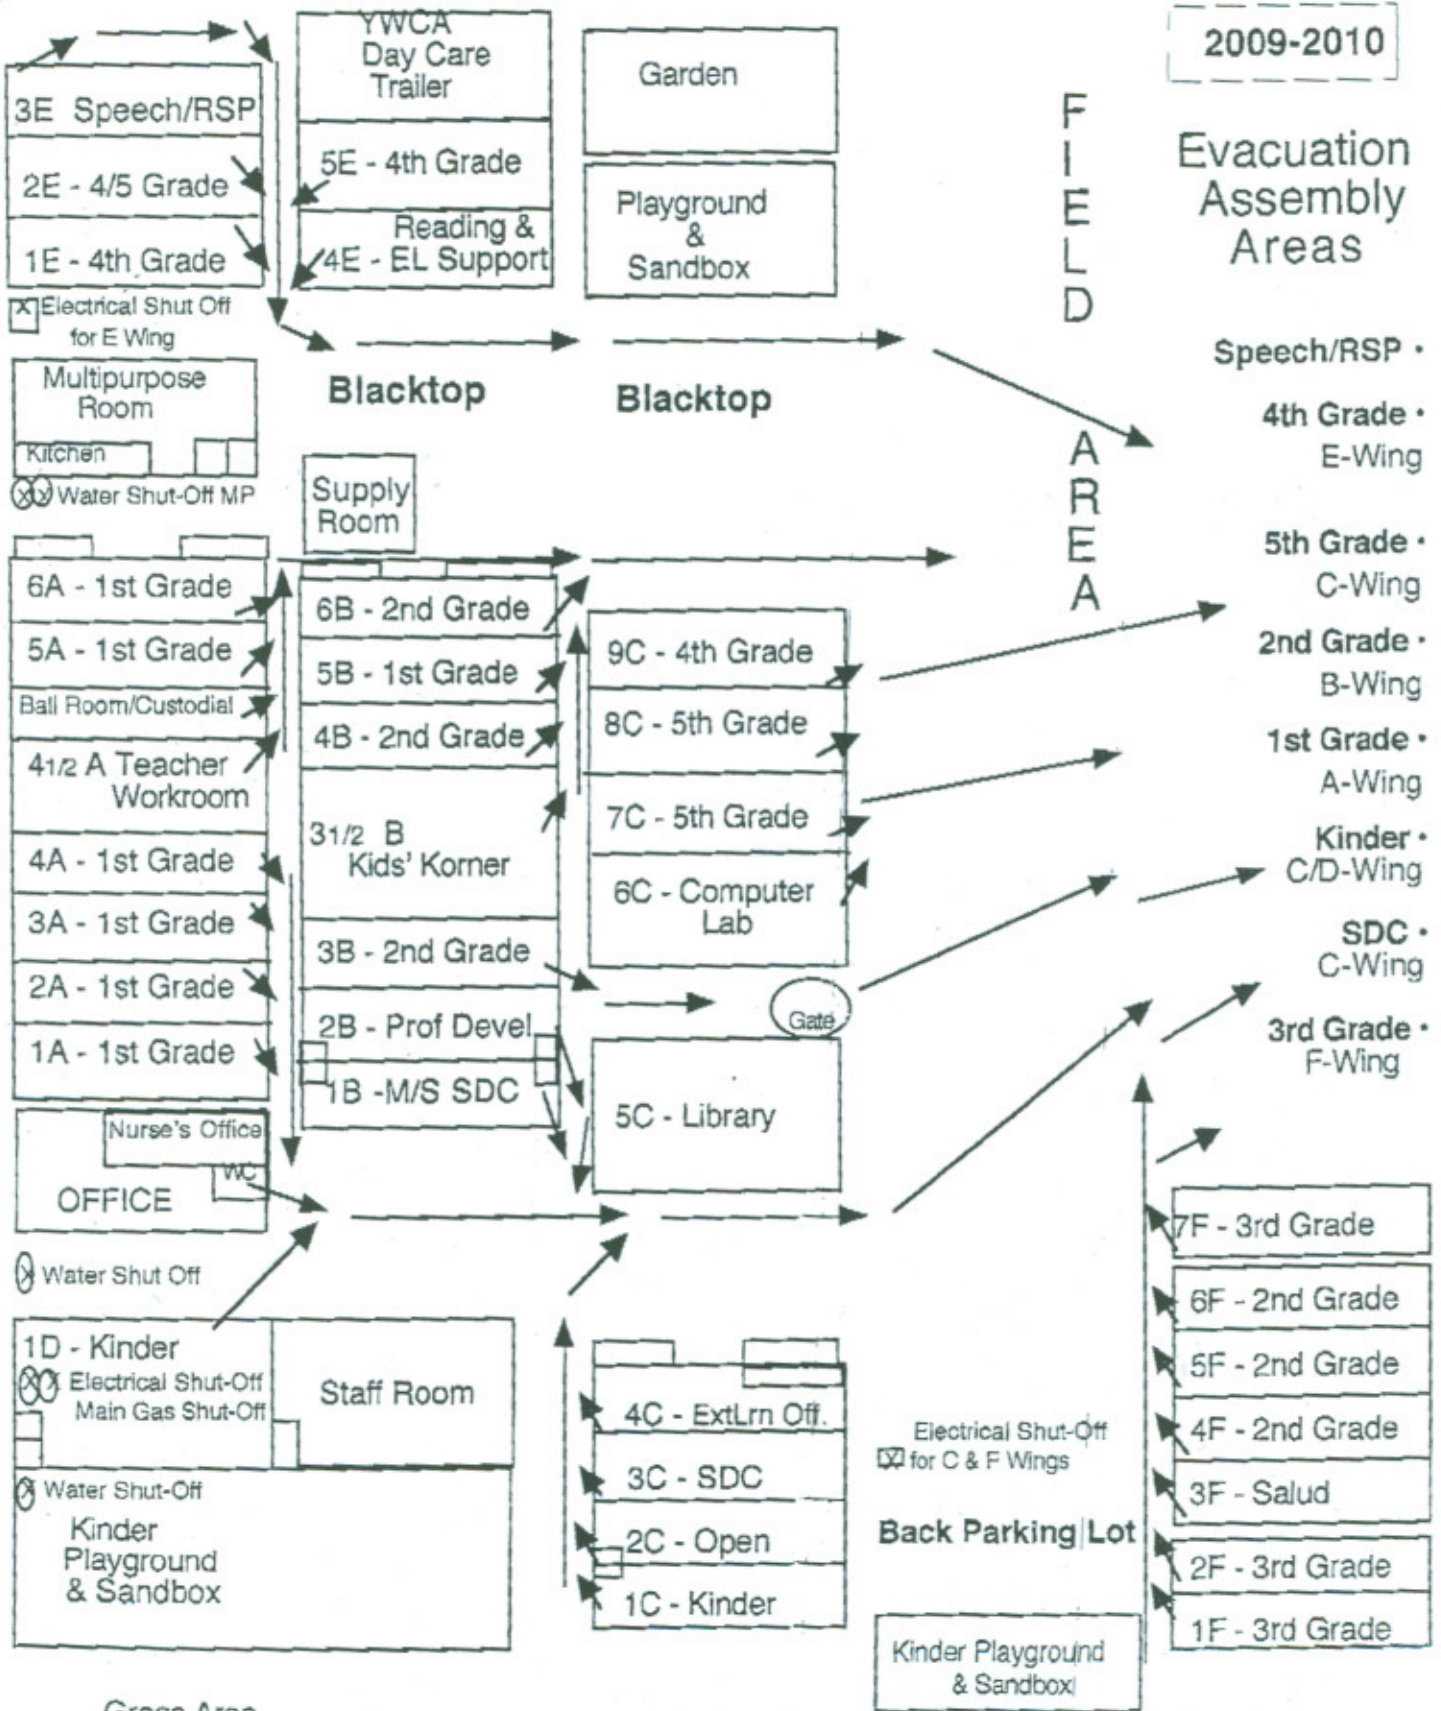 2009-2010
Evacuation
Assembly
Areas
YWCA
Day Care
Trailer
Garden
3E Speech/RSP
2E - 4/5 Grade
1E - 4th Grade
5E - 4th Grade
Reading &
4E - EL Support
Playground
&
Sandbox
FIELD
AREA
X Electrical Shut Off
for E Wing
Multipurpose
Room
Kitchen
XX Water Shut-Off MP
Blacktop
Blacktop
Supply
Room
Speech/RSP •
4th Grade •
E-Wing
5th Grade •
C-Wing
2nd Grade •
B-Wing
1st Grade •
A-Wing
Kinder •
C/D-Wing
SDC •
C-Wing
3rd Grade •
F-Wing
6A - 1st Grade
5A - 1st Grade
Ball Room/Custodial
41/2 A Teacher
Workroom
4A - 1st Grade
3A - 1st Grade
2A - 1st Grade
1A - 1st Grade
6B - 2nd Grade
5B - 1st Grade
4B - 2nd Grade
31/2 B
Kids' Korner
3B - 2nd Grade
2B - Prof Devel
1B -M/S SDC
9C - 4th Grade
8C - 5th Grade
7C - 5th Grade
6C - Computer
Lab
Gate
5C - Library
Nurse's Office
WC
OFFICE
X Water Shut Off
1D - Kinder
XX Electrical Shut-Off
Main Gas Shut-Off
Staff Room
X Water Shut-Off
Kinder
Playground
& Sandbox
4C - ExtLrn Off.
3C - SDC
2C - Open
1C - Kinder
Electrical Shut-Off
X for C & F Wings
Back Parking Lot
Kinder Playground
& Sandbox
7F - 3rd Grade
6F - 2nd Grade
5F - 2nd Grade
4F - 2nd Grade
3F - Salud
2F - 3rd Grade
1F - 3rd Grade
Grass Area